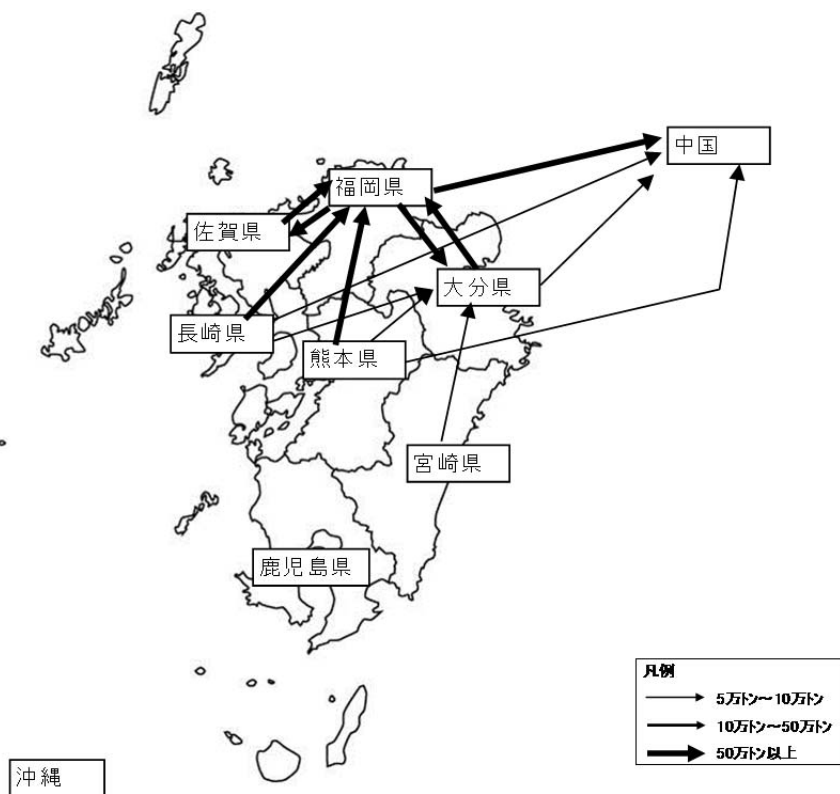 中国
福岡県
佐賀県
大分県
長崎県
熊本県
宮崎県
鹿児島県
凡例
5万トン～10万トン
10万トン～50万トン
50万トン以上
沖縄